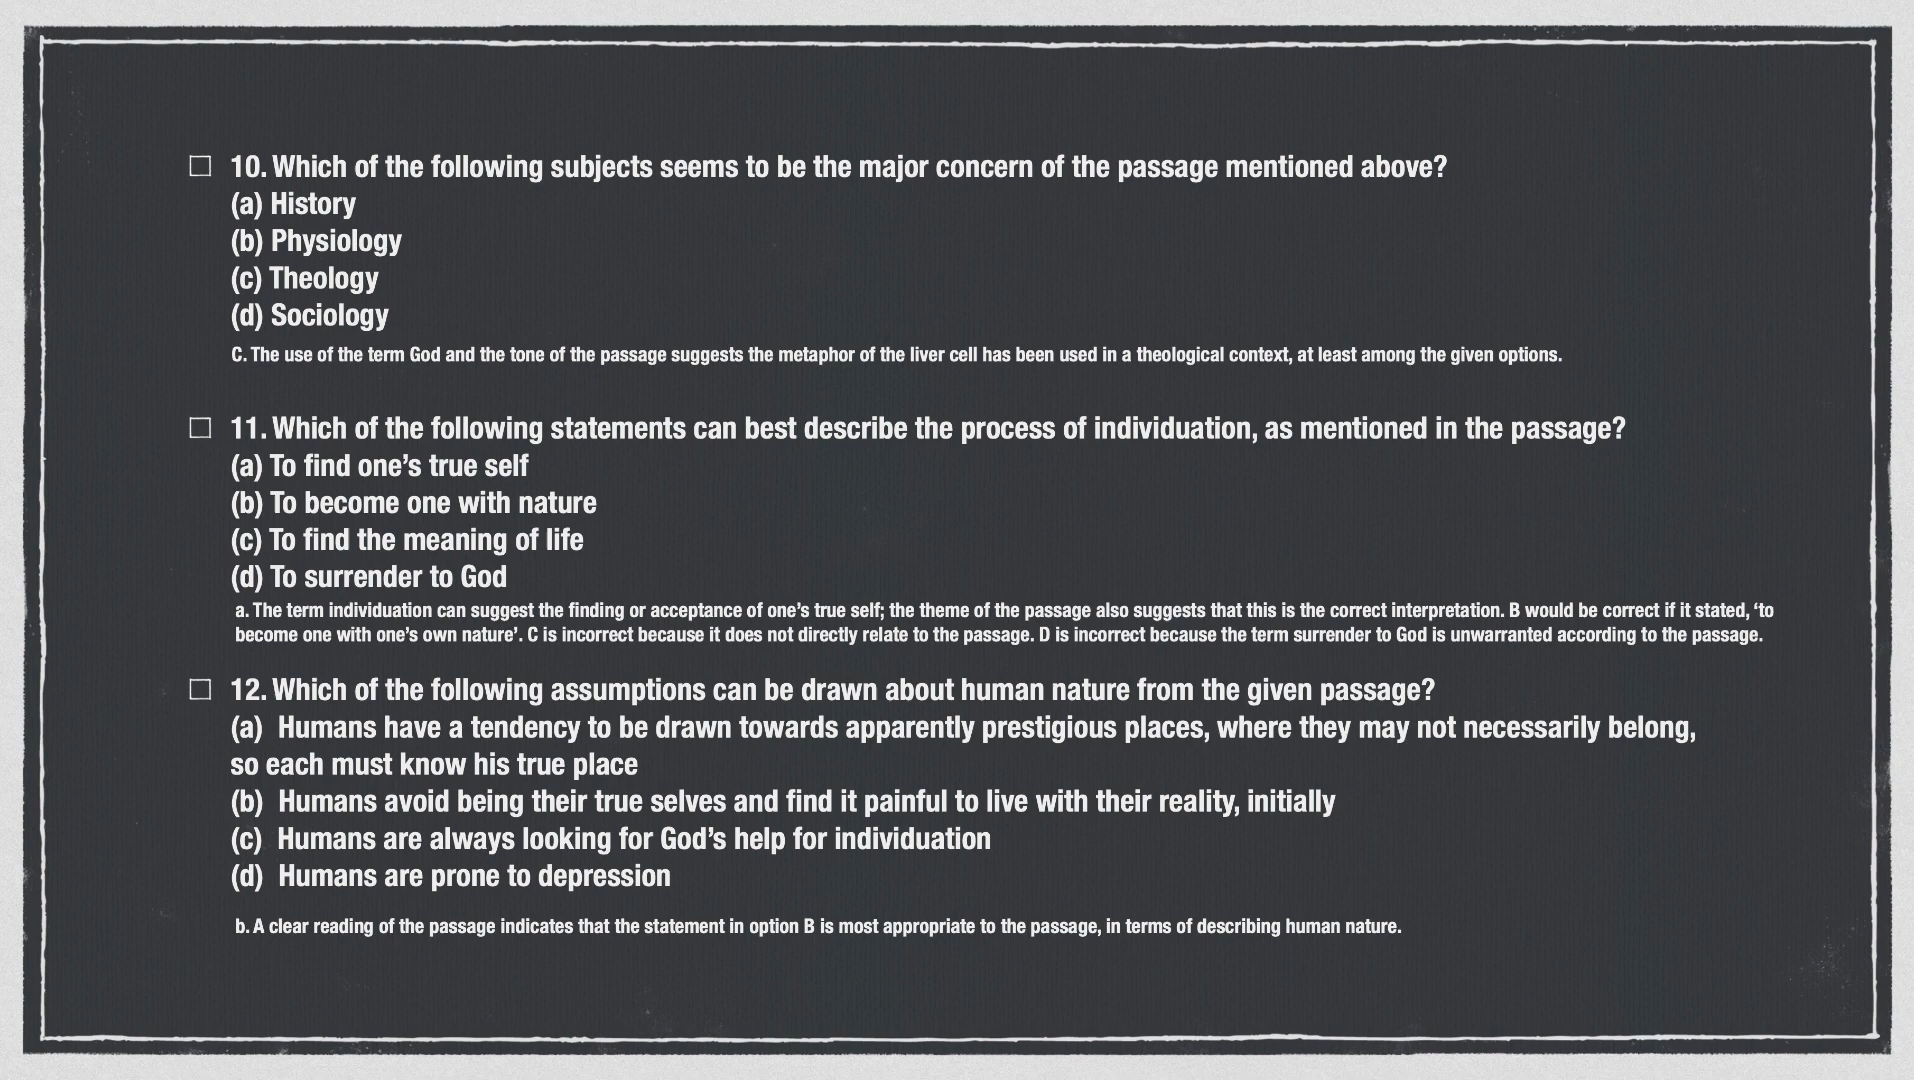 10. Which of the following subjects seems to be the major concern of the passage mentioned above?
(a) History
(b) Physiology
(c) Theology
(d) Sociology
C. The use of the term God and the tone of the passage suggests the metaphor of the liver cell has been used in a theological context, at least among the given options.
11. Which of the following statements can best describe the process of individuation, as mentioned in the passage?
(a) To find one’s true self
(b) To become one with nature
(c) To find the meaning of life
(d) To surrender to God
a. The term individuation can suggest the finding or acceptance of one’s true self; the theme of the passage also suggests that this is the correct interpretation. B would be correct if it stated, ‘to
become one with one’s own nature’. C is incorrect because it does not directly relate to the passage. D is incorrect because the term surrender to God is unwarranted according to the passage.
12. Which of the following assumptions can be drawn about human nature from the given passage?
(a) Humans have a tendency to be drawn towards apparently prestigious places, where they may not necessarily belong,
so each must know his true place
(b) Humans avoid being their true selves and find it painful to live with their reality, initially
(c) Humans are always looking for God’s help for individuation
(d) Humans are prone to depression
b. A clear reading of the passage indicates that the statement in option B is most appropriate to the passage, in terms of describing human nature.